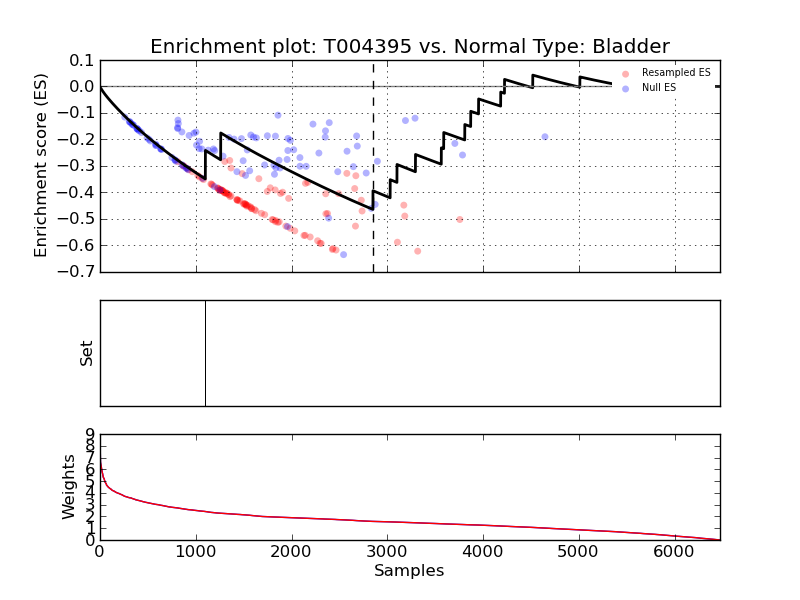 Enrichment plot: T004395 vs. Normal Type: Bladder
Enrichment score (ES)
0.1
0.0
−0.1
−0.2
−0.3
−0.4
−0.5
−0.6
−0.7
Resampled ES
Null ES
Set
Weights
9
8
7
6
5
4
3
2
1
0
0 1000 2000 3000 4000 5000 6000
Samples